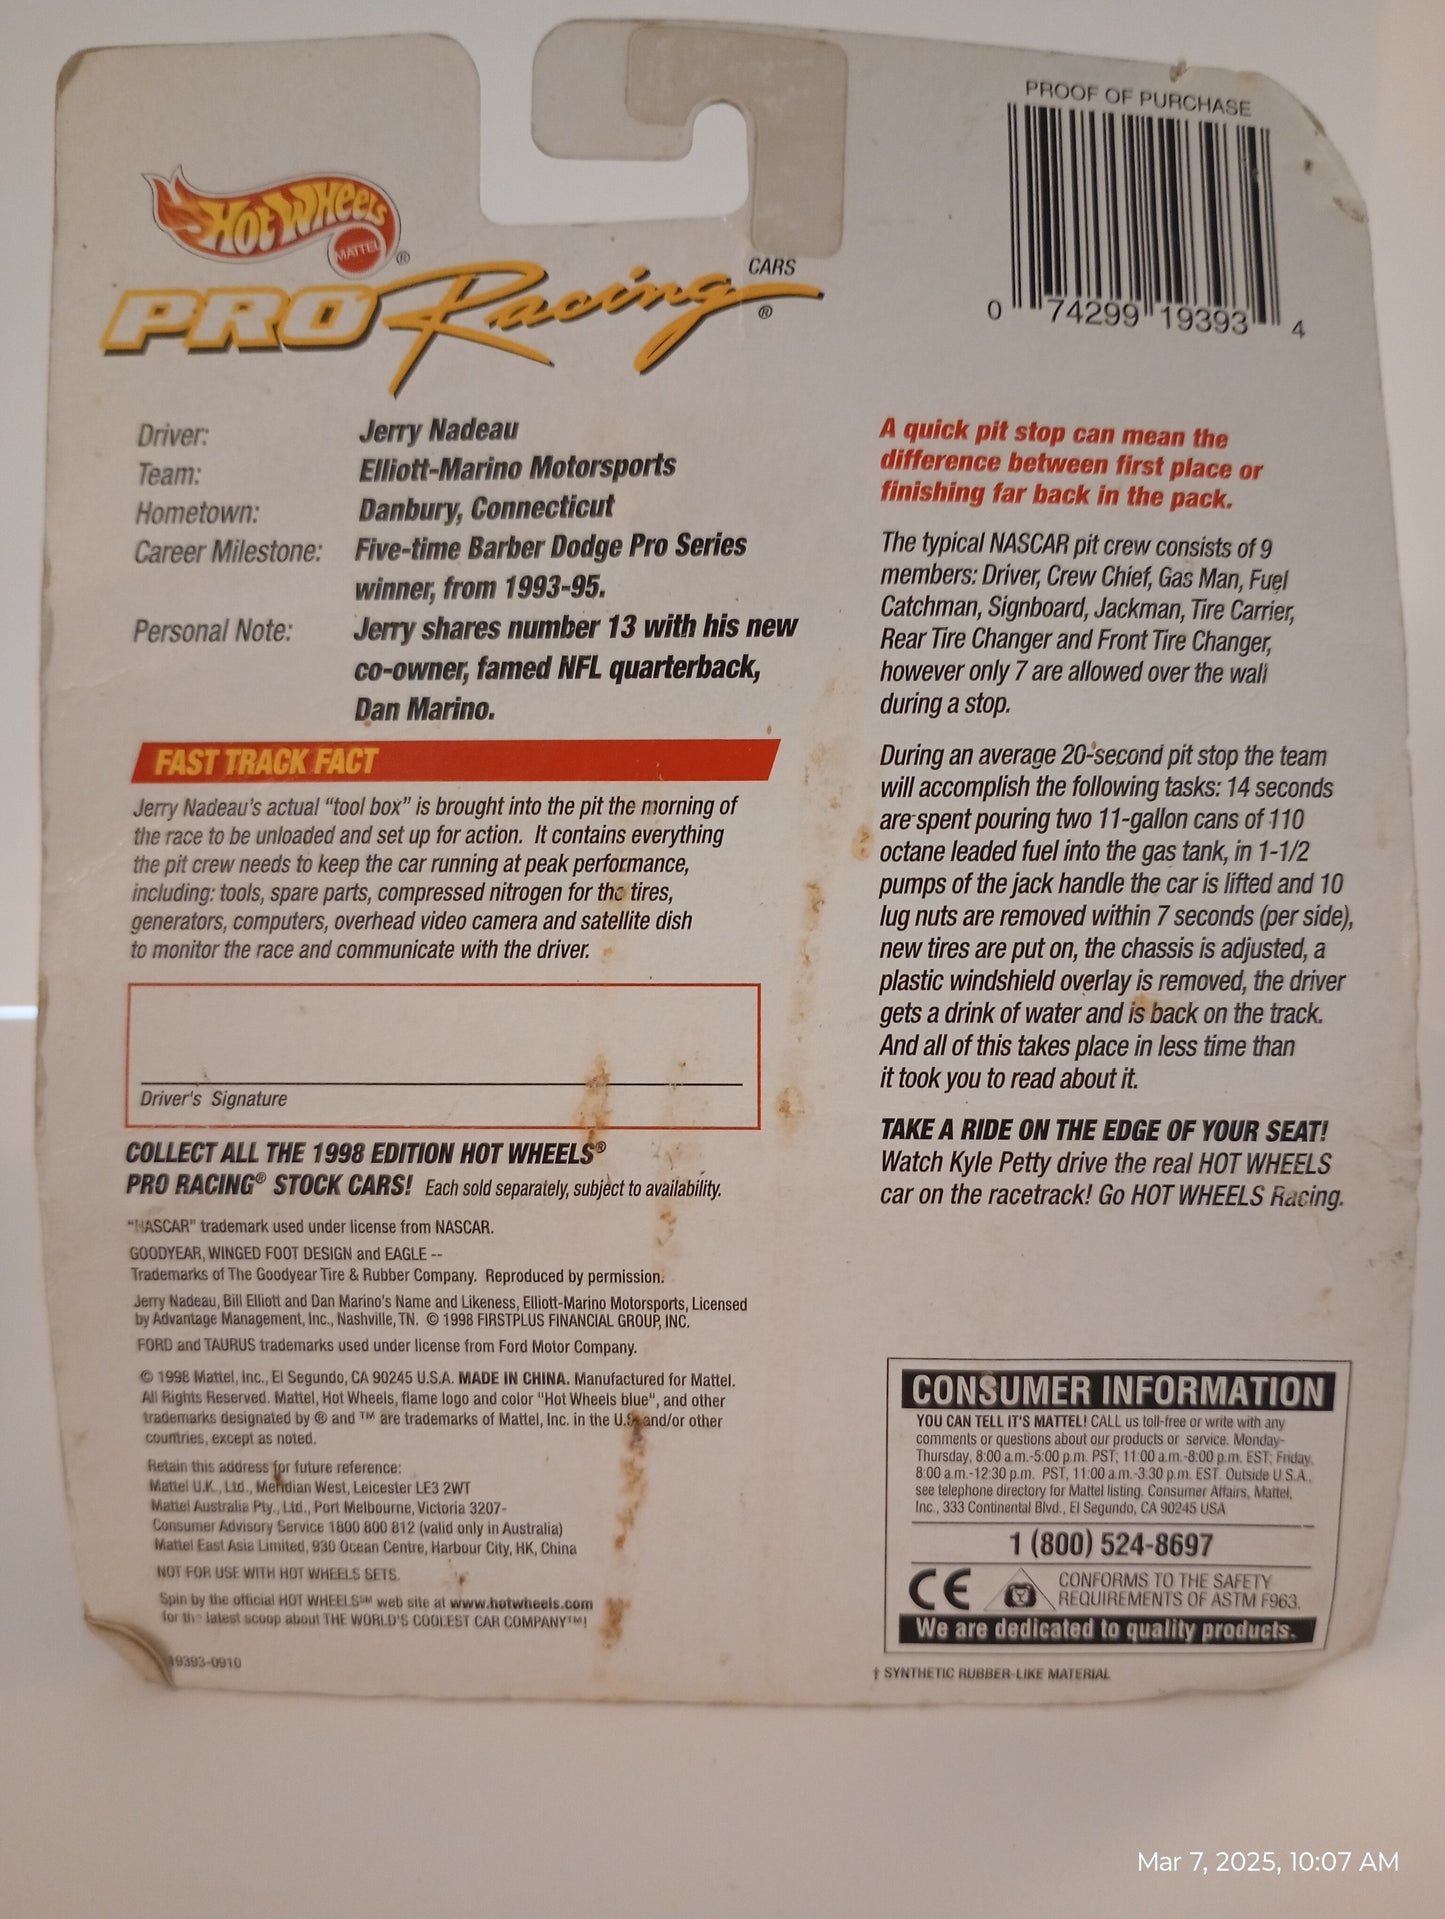 PROOF OF PURCHASE
0 74299 19393 4
HOT WHEELS
MATTEL
®
PRO Racing
CARS
®
Driver: Jerry Nadeau
Team: Elliott-Marino Motorsports
Hometown: Danbury, Connecticut
Career Milestone: Five-time Barber Dodge Pro Series
winner, from 1993-95.
Personal Note: Jerry shares number 13 with his new
co-owner, famed NFL quarterback,
Dan Marino.
FAST TRACK FACT
Jerry Nadeau's actual “tool box” is brought into the pit the morning of
the race to be unloaded and set up for action. It contains everything
the pit crew needs to keep the car running at peak performance,
including: tools, spare parts, compressed nitrogen for the tires,
generators, computers, overhead video camera and satellite dish
to monitor the race and communicate with the driver.
Driver's Signature
COLLECT ALL THE 1998 EDITION HOT WHEELS®
PRO RACING® STOCK CARS! Each sold separately, subject to availability.
“NASCAR” trademark used under license from NASCAR.
GOODYEAR, WINGED FOOT DESIGN and EAGLE --
Trademarks of The Goodyear Tire & Rubber Company. Reproduced by permission.
Jerry Nadeau, Bill Elliott and Dan Marino's Name and Likeness, Elliott-Marino Motorsports, Licensed
by Advantage Management, Inc., Nashville, TN. © 1998 FIRSTPLUS FINANCIAL GROUP, INC.
FORD and TAURUS trademarks used under license from Ford Motor Company.
© 1998 Mattel, Inc., El Segundo, CA 90245 U.S.A. MADE IN CHINA. Manufactured for Mattel.
All Rights Reserved. Mattel, Hot Wheels, flame logo and color "Hot Wheels blue", and other
trademarks designated by ® and ™ are trademarks of Mattel, Inc. in the U.S. and/or other
countries, except as noted.
Retain this address for future reference:
Mattel U.K., Ltd., Meridian West, Leicester LE3 2WT
Mattel Australia Pty., Ltd., Port Melbourne, Victoria 3207-
Consumer Advisory Service 1800 800 812 (valid only in Australia)
Mattel East Asia Limited, 930 Ocean Centre, Harbour City, HK, China
NOT FOR USE WITH HOT WHEELS SETS.
Spin by the official HOT WHEELS℠ web site at www.hotwheels.com
for the latest scoop about THE WORLD'S COOLEST CAR COMPANY™!
19393-0910
A quick pit stop can mean the
difference between first place or
finishing far back in the pack.
The typical NASCAR pit crew consists of 9
members: Driver, Crew Chief, Gas Man, Fuel
Catchman, Signboard, Jackman, Tire Carrier,
Rear Tire Changer and Front Tire Changer,
however only 7 are allowed over the wall
during a stop.
During an average 20-second pit stop the team
will accomplish the following tasks: 14 seconds
are spent pouring two 11-gallon cans of 110
octane leaded fuel into the gas tank, in 1-1/2
pumps of the jack handle the car is lifted and 10
lug nuts are removed within 7 seconds (per side),
new tires are put on, the chassis is adjusted, a
plastic windshield overlay is removed, the driver
gets a drink of water and is back on the track.
And all of this takes place in less time than
it took you to read about it.
TAKE A RIDE ON THE EDGE OF YOUR SEAT!
Watch Kyle Petty drive the real HOT WHEELS
car on the racetrack! Go HOT WHEELS Racing.
CONSUMER INFORMATION
YOU CAN TELL IT'S MATTEL! CALL us toll-free or write with any
comments or questions about our products or service. Monday-
Thursday, 8:00 a.m.-5:00 p.m. PST; 11:00 a.m.-8:00 p.m. EST; Friday,
8:00 a.m.-12:30 p.m. PST, 11:00 a.m.-3:30 p.m. EST. Outside U.S.A.,
see telephone directory for Mattel listing. Consumer Affairs, Mattel,
Inc., 333 Continental Blvd., El Segundo, CA 90245 USA
1 (800) 524-8697
CE
CONFORMS TO THE SAFETY
REQUIREMENTS OF ASTM F963.
We are dedicated to quality products.
† SYNTHETIC RUBBER-LIKE MATERIAL
Mar 7, 2025, 10:07 AM